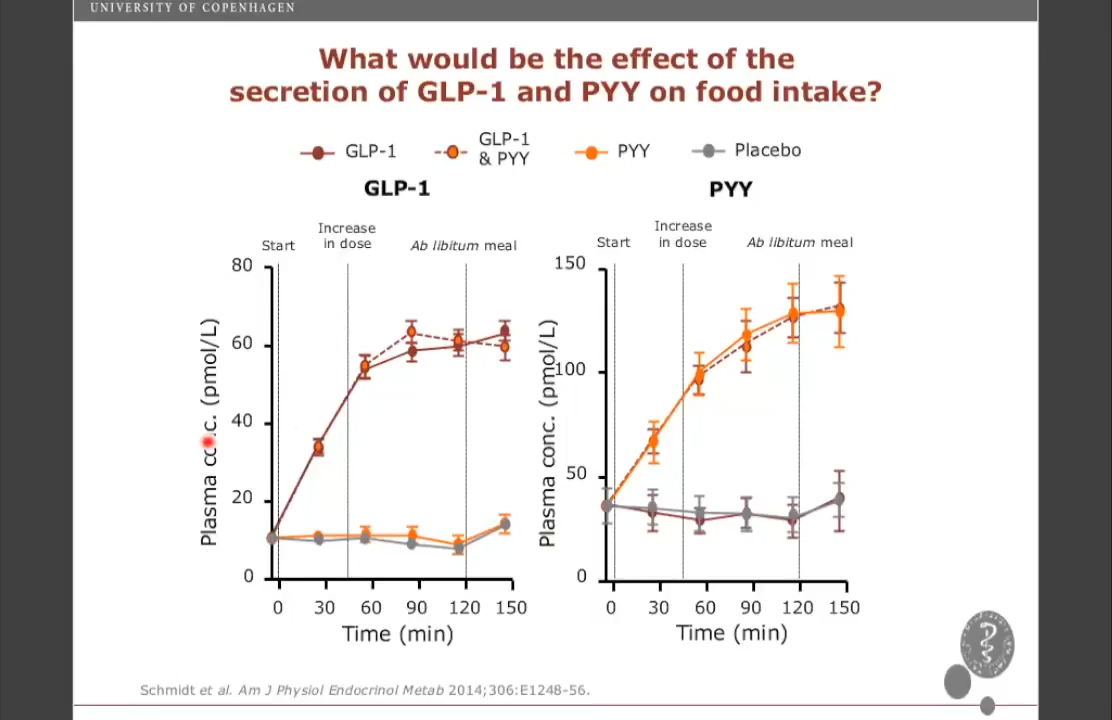 UNIVERSITY OF COPENHAGEN
What would be the effect of the
secretion of GLP-1 and PYY on food intake?
GLP-1
GLP-1
& PYY
PYY
Placebo
GLP-1
Start
Increase
in dose
Ab libitum meal
80
60
40
20
0
Plasma conc. (pmol/L)
0 30 60 90 120 150
Time (min)
PYY
Start
Increase
in dose
Ab libitum meal
150
100
50
0
Plasma conc. (pmol/L)
0 30 60 90 120 150
Time (min)
Schmidt et al. Am J Physiol Endocrinol Metab 2014;306:E1248-56.